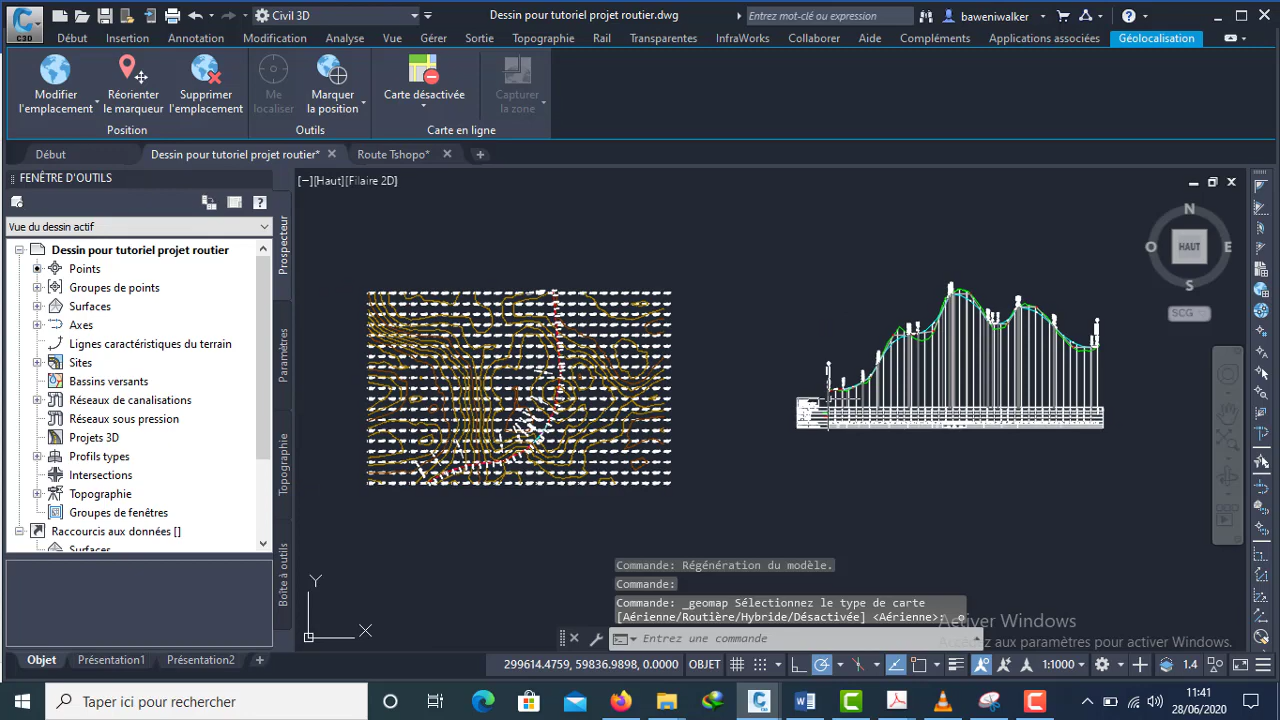 C3D
Civil 3D
Dessin pour tutoriel projet routier.dwg
Entrez mot-clé ou expression
baweniwalker
Début Insertion Annotation Modification Analyse Vue Gérer Sortie Topographie Rail Transparentes InfraWorks Collaborer Aide Compléments Applications associées Géolocalisation
Modifier l'emplacement
Réorienter le marqueur
Supprimer l'emplacement
Me localiser
Marquer la position
Carte désactivée
Capturer la zone
Position
Outils
Carte en ligne
Début
Dessin pour tutoriel projet routier*
Route Tshopo*
FENÊTRE D'OUTILS
[−][Haut][Filaire 2D]
Vue du dessin actif
Dessin pour tutoriel projet routier
Points
Groupes de points
Surfaces
Axes
Lignes caractéristiques du terrain
Sites
Bassins versants
Réseaux de canalisations
Réseaux sous pression
Projets 3D
Profils types
Intersections
Topographie
Groupes de fenêtres
Raccourcis aux données []
Surfaces
Prospecteur
Paramètres
Topographie
Boîte à outils
N
O
HAUT
E
S
SCG
Y
X
Commande: Régénération du modèle.
Commande:
Commande: _geomap Sélectionnez le type de carte
[Aérienne/Routière/Hybride/Désactivée] <Aérienne>: _o
Entrez une commande
Activer Windows
Accédez aux paramètres pour activer Windows.
Objet
Présentation1
Présentation2
299614.4759, 59836.9898, 0.0000
OBJET
1:1000
1.4
Taper ici pour rechercher
11:41
28/06/2020